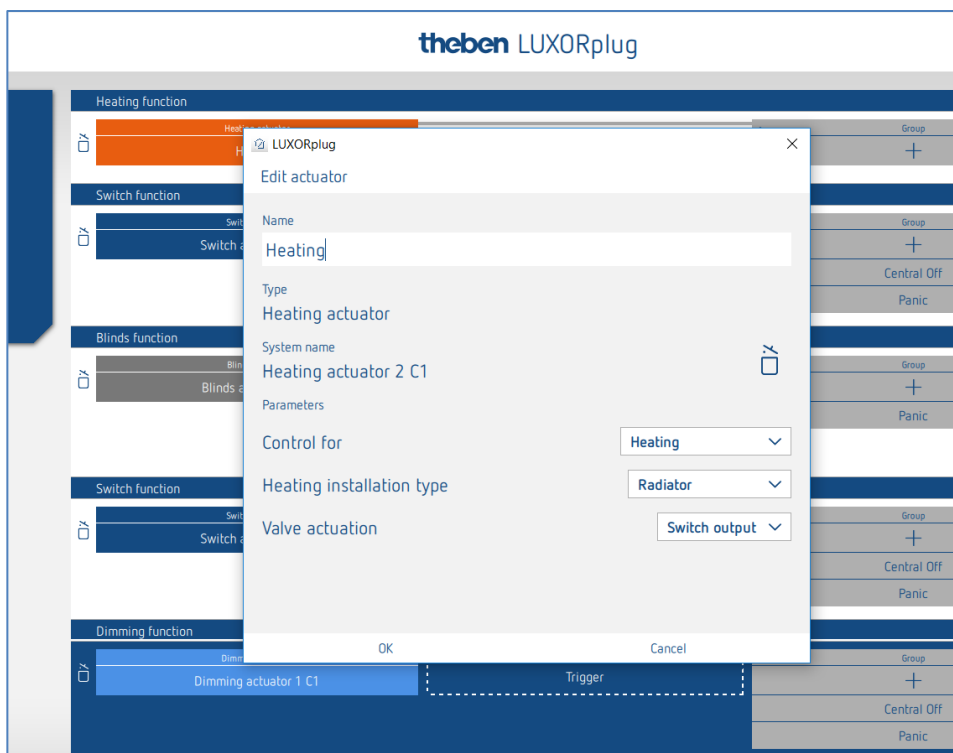 theben LUXORplug
Heating function
Group
LUXORplug
Edit actuator
Switch function
Name
Group
Switch
Heating
Type
Central Off
Heating actuator
Panic
Blinds function
System name
Group
Heating actuator 2 C1
Blinds
Parameters
Panic
Control for
Heating
Heating installation type
Radiator
Switch function
Group
Valve actuation
Switch output
Switch
Central Off
Panic
Dimming function
OK
Cancel
Group
Dimming actuator 1 C1
Trigger
Central Off
Panic